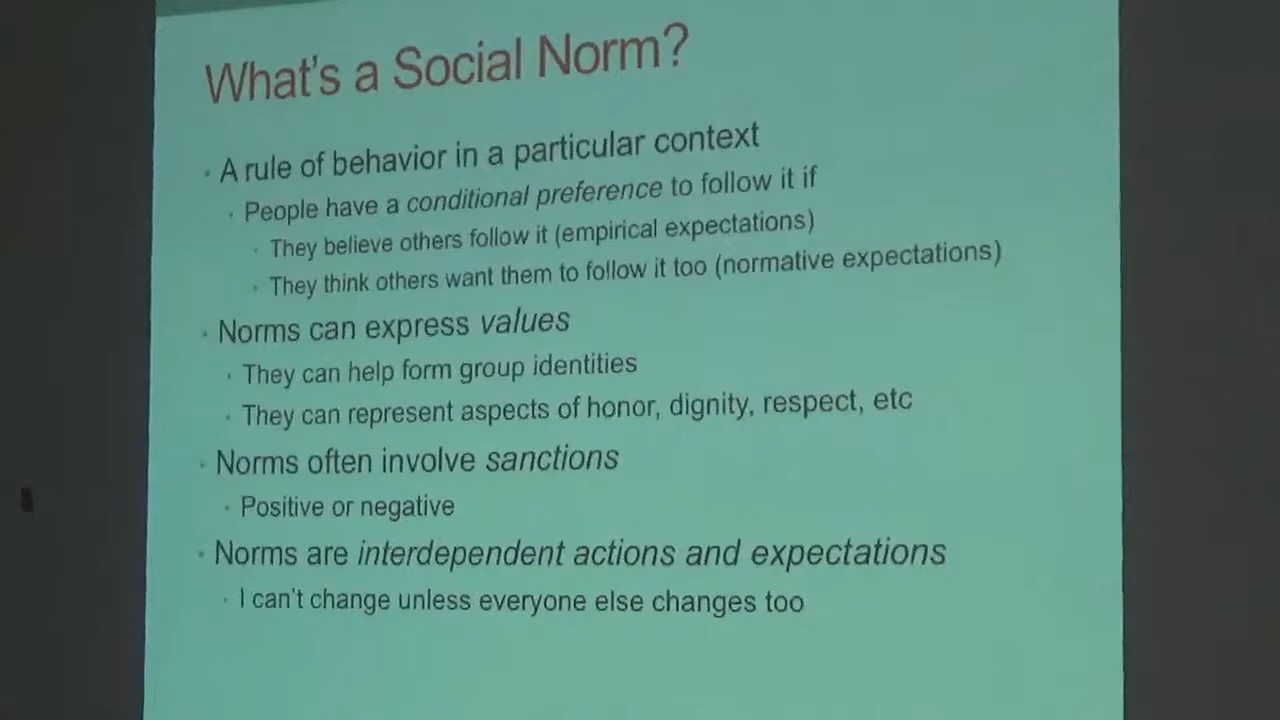 What's a Social Norm?
A rule of behavior in a particular context
People have a conditional preference to follow it if
They believe others follow it (empirical expectations)
They think others want them to follow it too (normative expectations)
Norms can express values
They can help form group identities
They can represent aspects of honor, dignity, respect, etc
Norms often involve sanctions
Positive or negative
Norms are interdependent actions and expectations
I can't change unless everyone else changes too